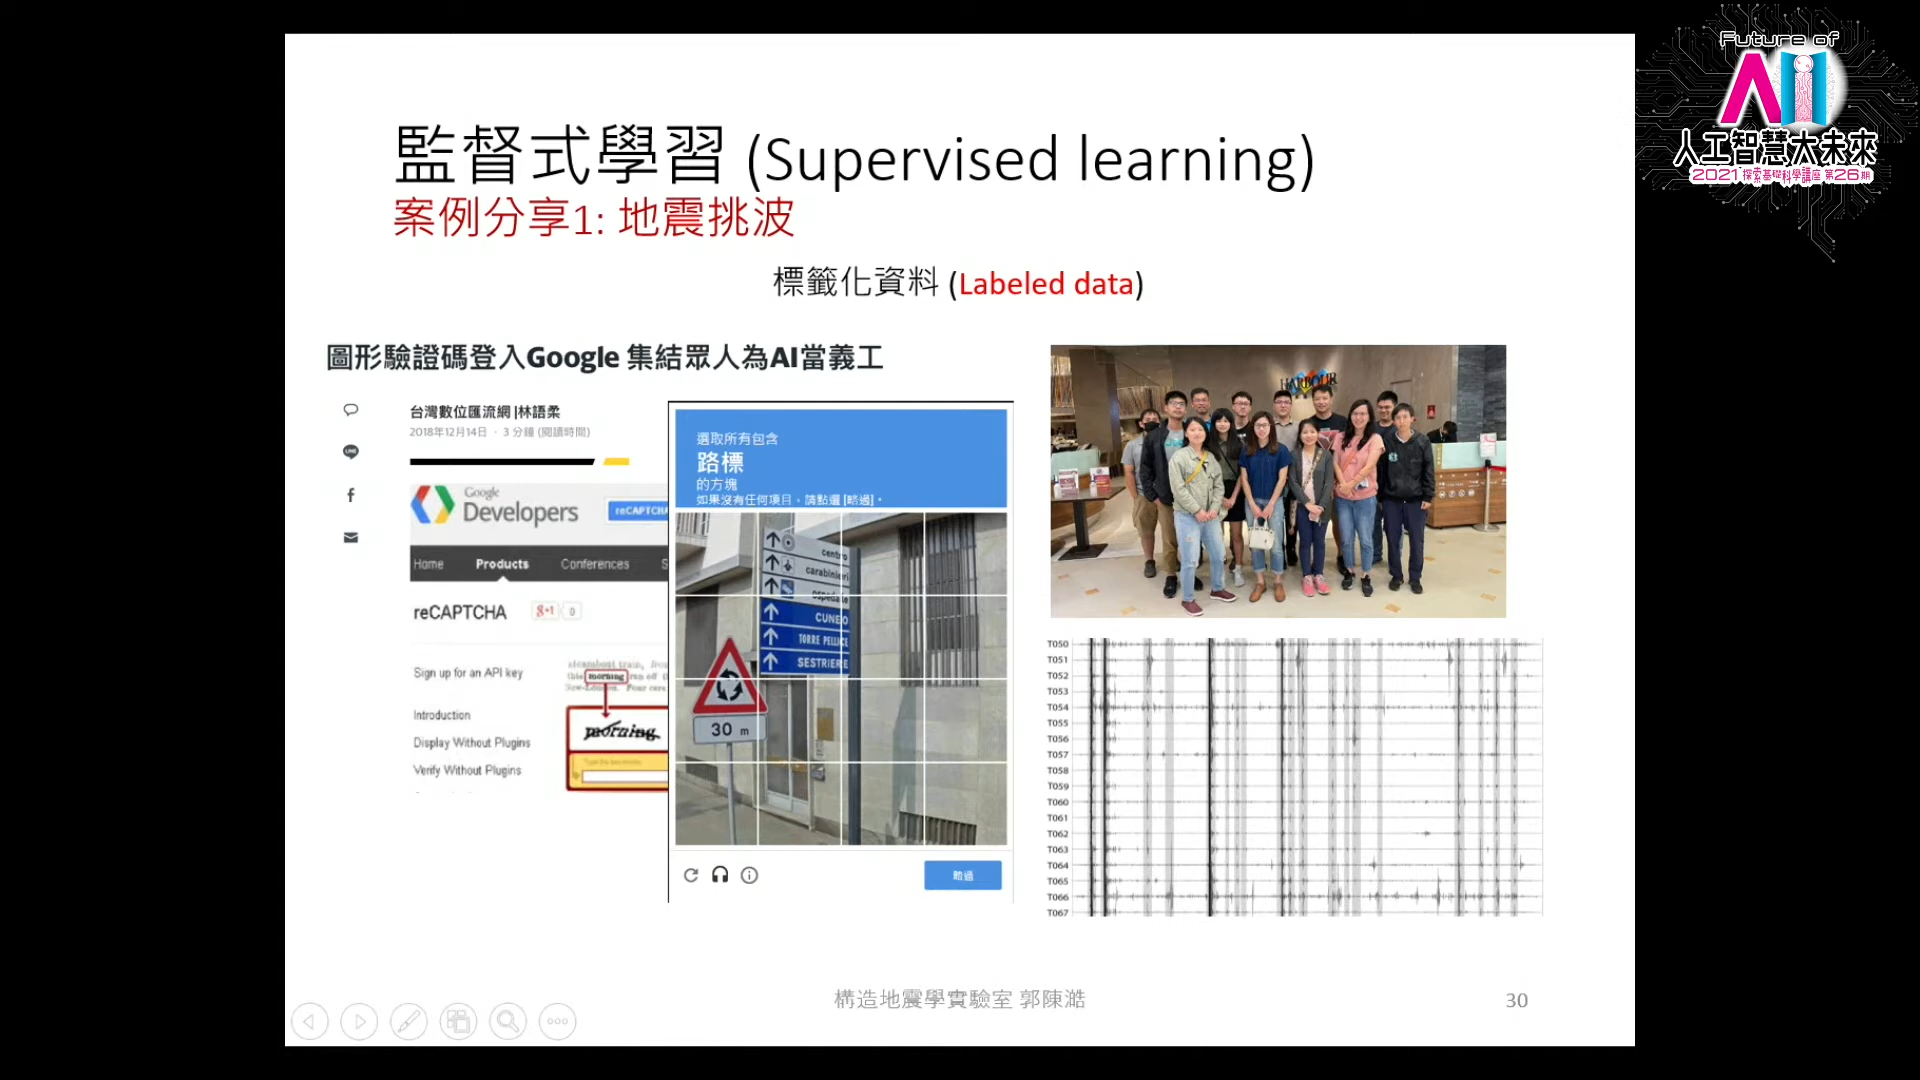 Future of
AI
人工智慧大未來
2021 探索基礎科學講座 第26期
監督式學習 (Supervised learning)
案例分享1: 地震挑波
標籤化資料 (Labeled data)
圖形驗證碼登入Google 集結眾人為AI當義工
台灣數位匯流網 |林語柔
2018年12月14日 · 3 分鐘 (閱讀時間)
LINE
f
Google
Developers
reCAPTCHA
Home Products Conferences S
reCAPTCHA
g+1 0
Sign up for an API key
Introduction
Display Without Plugins
Verify Without Plugins
morning
morning
選取所有包含
路標
的方塊
如果沒有任何項目，請點選 [略過]。
centro
carabinieri
ospedale
CUNEO
TORRE PELLICE
SESTRIERE
30 m
略過
HARBOUR
T050
T051
T052
T053
T054
T055
T056
T057
T058
T059
T060
T061
T062
T063
T064
T065
T066
T067
構造地震學實驗室 郭陳澔
30